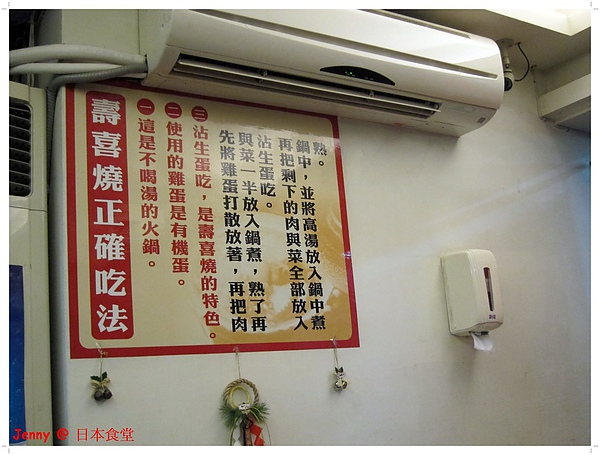 壽喜燒正確吃法
一這是不喝湯的火鍋。
二使用的雞蛋是有機蛋。
三沾生蛋吃，是壽喜燒的特色。
先將雞蛋打散放著，再把肉
與菜一半放入鍋煮，熟了再
沾生蛋吃。
再把剩下的肉與菜全部放入
鍋中，並將高湯放入鍋中煮
熟。
Jenny @ 日本食堂